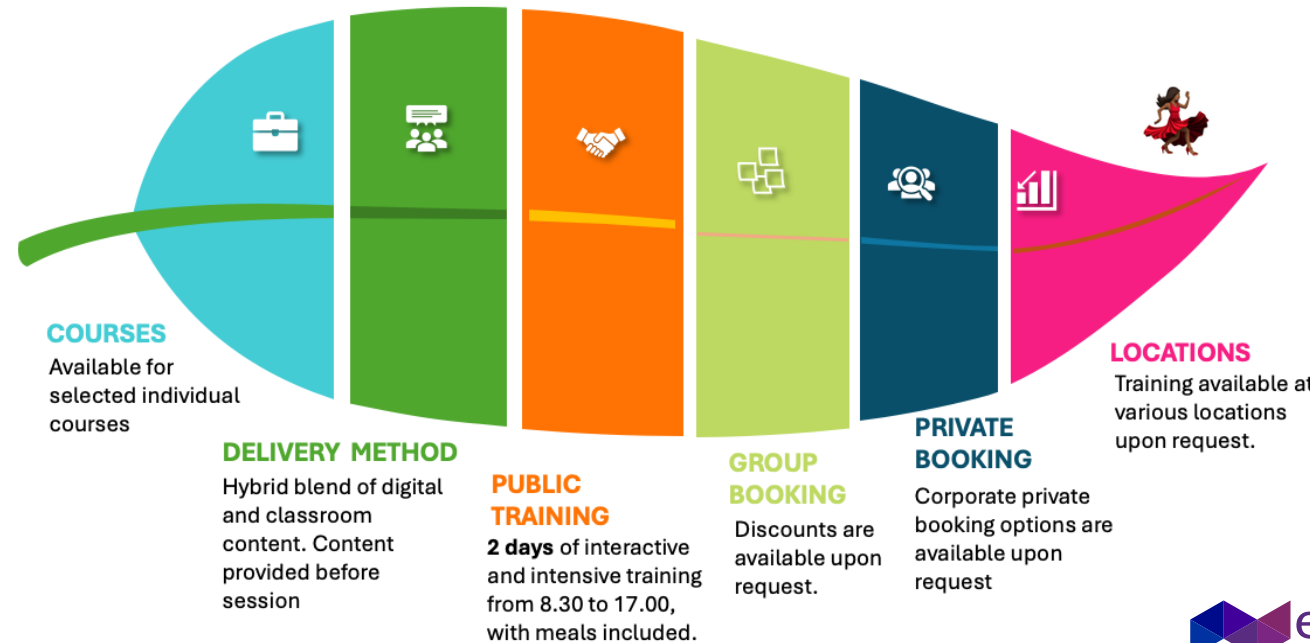 COURSES
Available for
selected individual
courses
DELIVERY METHOD
Hybrid blend of digital
and classroom
content. Content
provided before
session
PUBLIC
TRAINING
2 days of interactive
and intensive training
from 8.30 to 17.00,
with meals included.
GROUP
BOOKING
Discounts are
available upon
request.
PRIVATE
BOOKING
Corporate private
booking options are
available upon
request
LOCATIONS
Training available at
various locations
upon request.